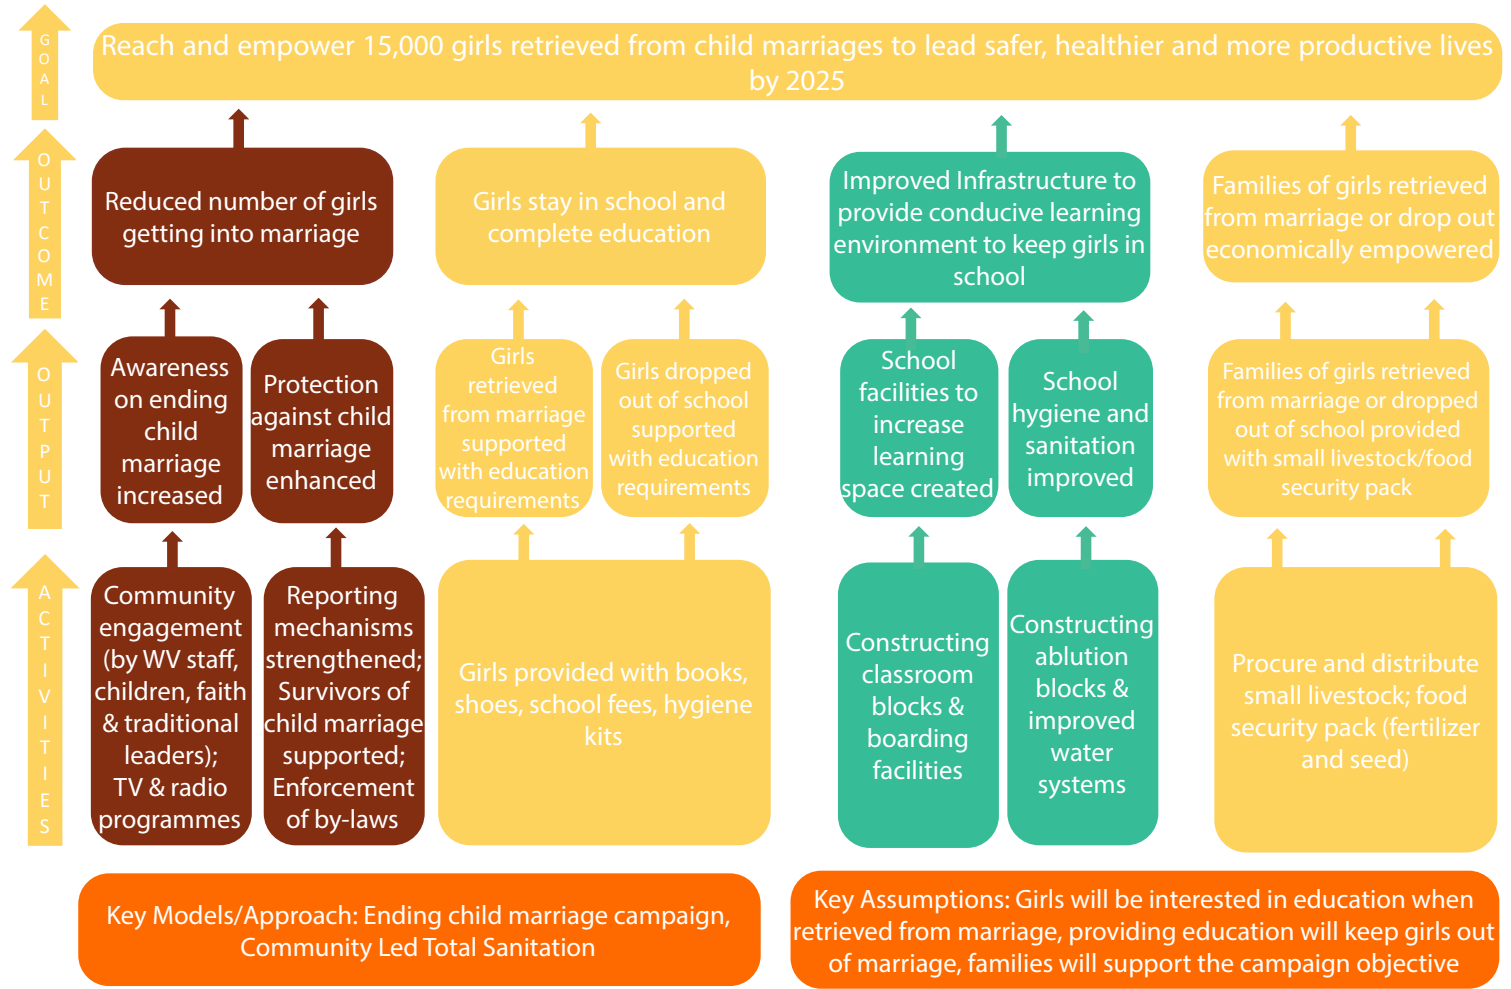 GOAL
Reach and empower 15,000 girls retrieved from child marriages to lead safer, healthier and more productive lives
by 2025
OUTCOME
Reduced number of girls
getting into marriage
Girls stay in school and
complete education
Improved Infrastructure to
provide conducive learning
environment to keep girls in
school
Families of girls retrieved
from marriage or drop out
economically empowered
OUTPUT
Awareness
on ending
child
marriage
increased
Protection
against child
marriage
enhanced
Girls
retrieved
from marriage
supported
with education
requirements
Girls dropped
out of school
supported
with education
requirements
School
facilities to
increase
learning
space created
School
hygiene and
sanitation
improved
Families of girls retrieved
from marriage or dropped
out of school provided
with small livestock/food
security pack
ACTIVITIES
Community
engagement
(by WV staff,
children, faith
& traditional
leaders);
TV & radio
programmes
Reporting
mechanisms
strengthened;
Survivors of
child marriage
supported;
Enforcement
of by-laws
Girls provided with books,
shoes, school fees, hygiene
kits
Constructing
classroom
blocks &
boarding
facilities
Constructing
ablution
blocks &
improved
water
systems
Procure and distribute
small livestock; food
security pack (fertilizer
and seed)
Key Models/Approach: Ending child marriage campaign,
Community Led Total Sanitation
Key Assumptions: Girls will be interested in education when
retrieved from marriage, providing education will keep girls out
of marriage, families will support the campaign objective